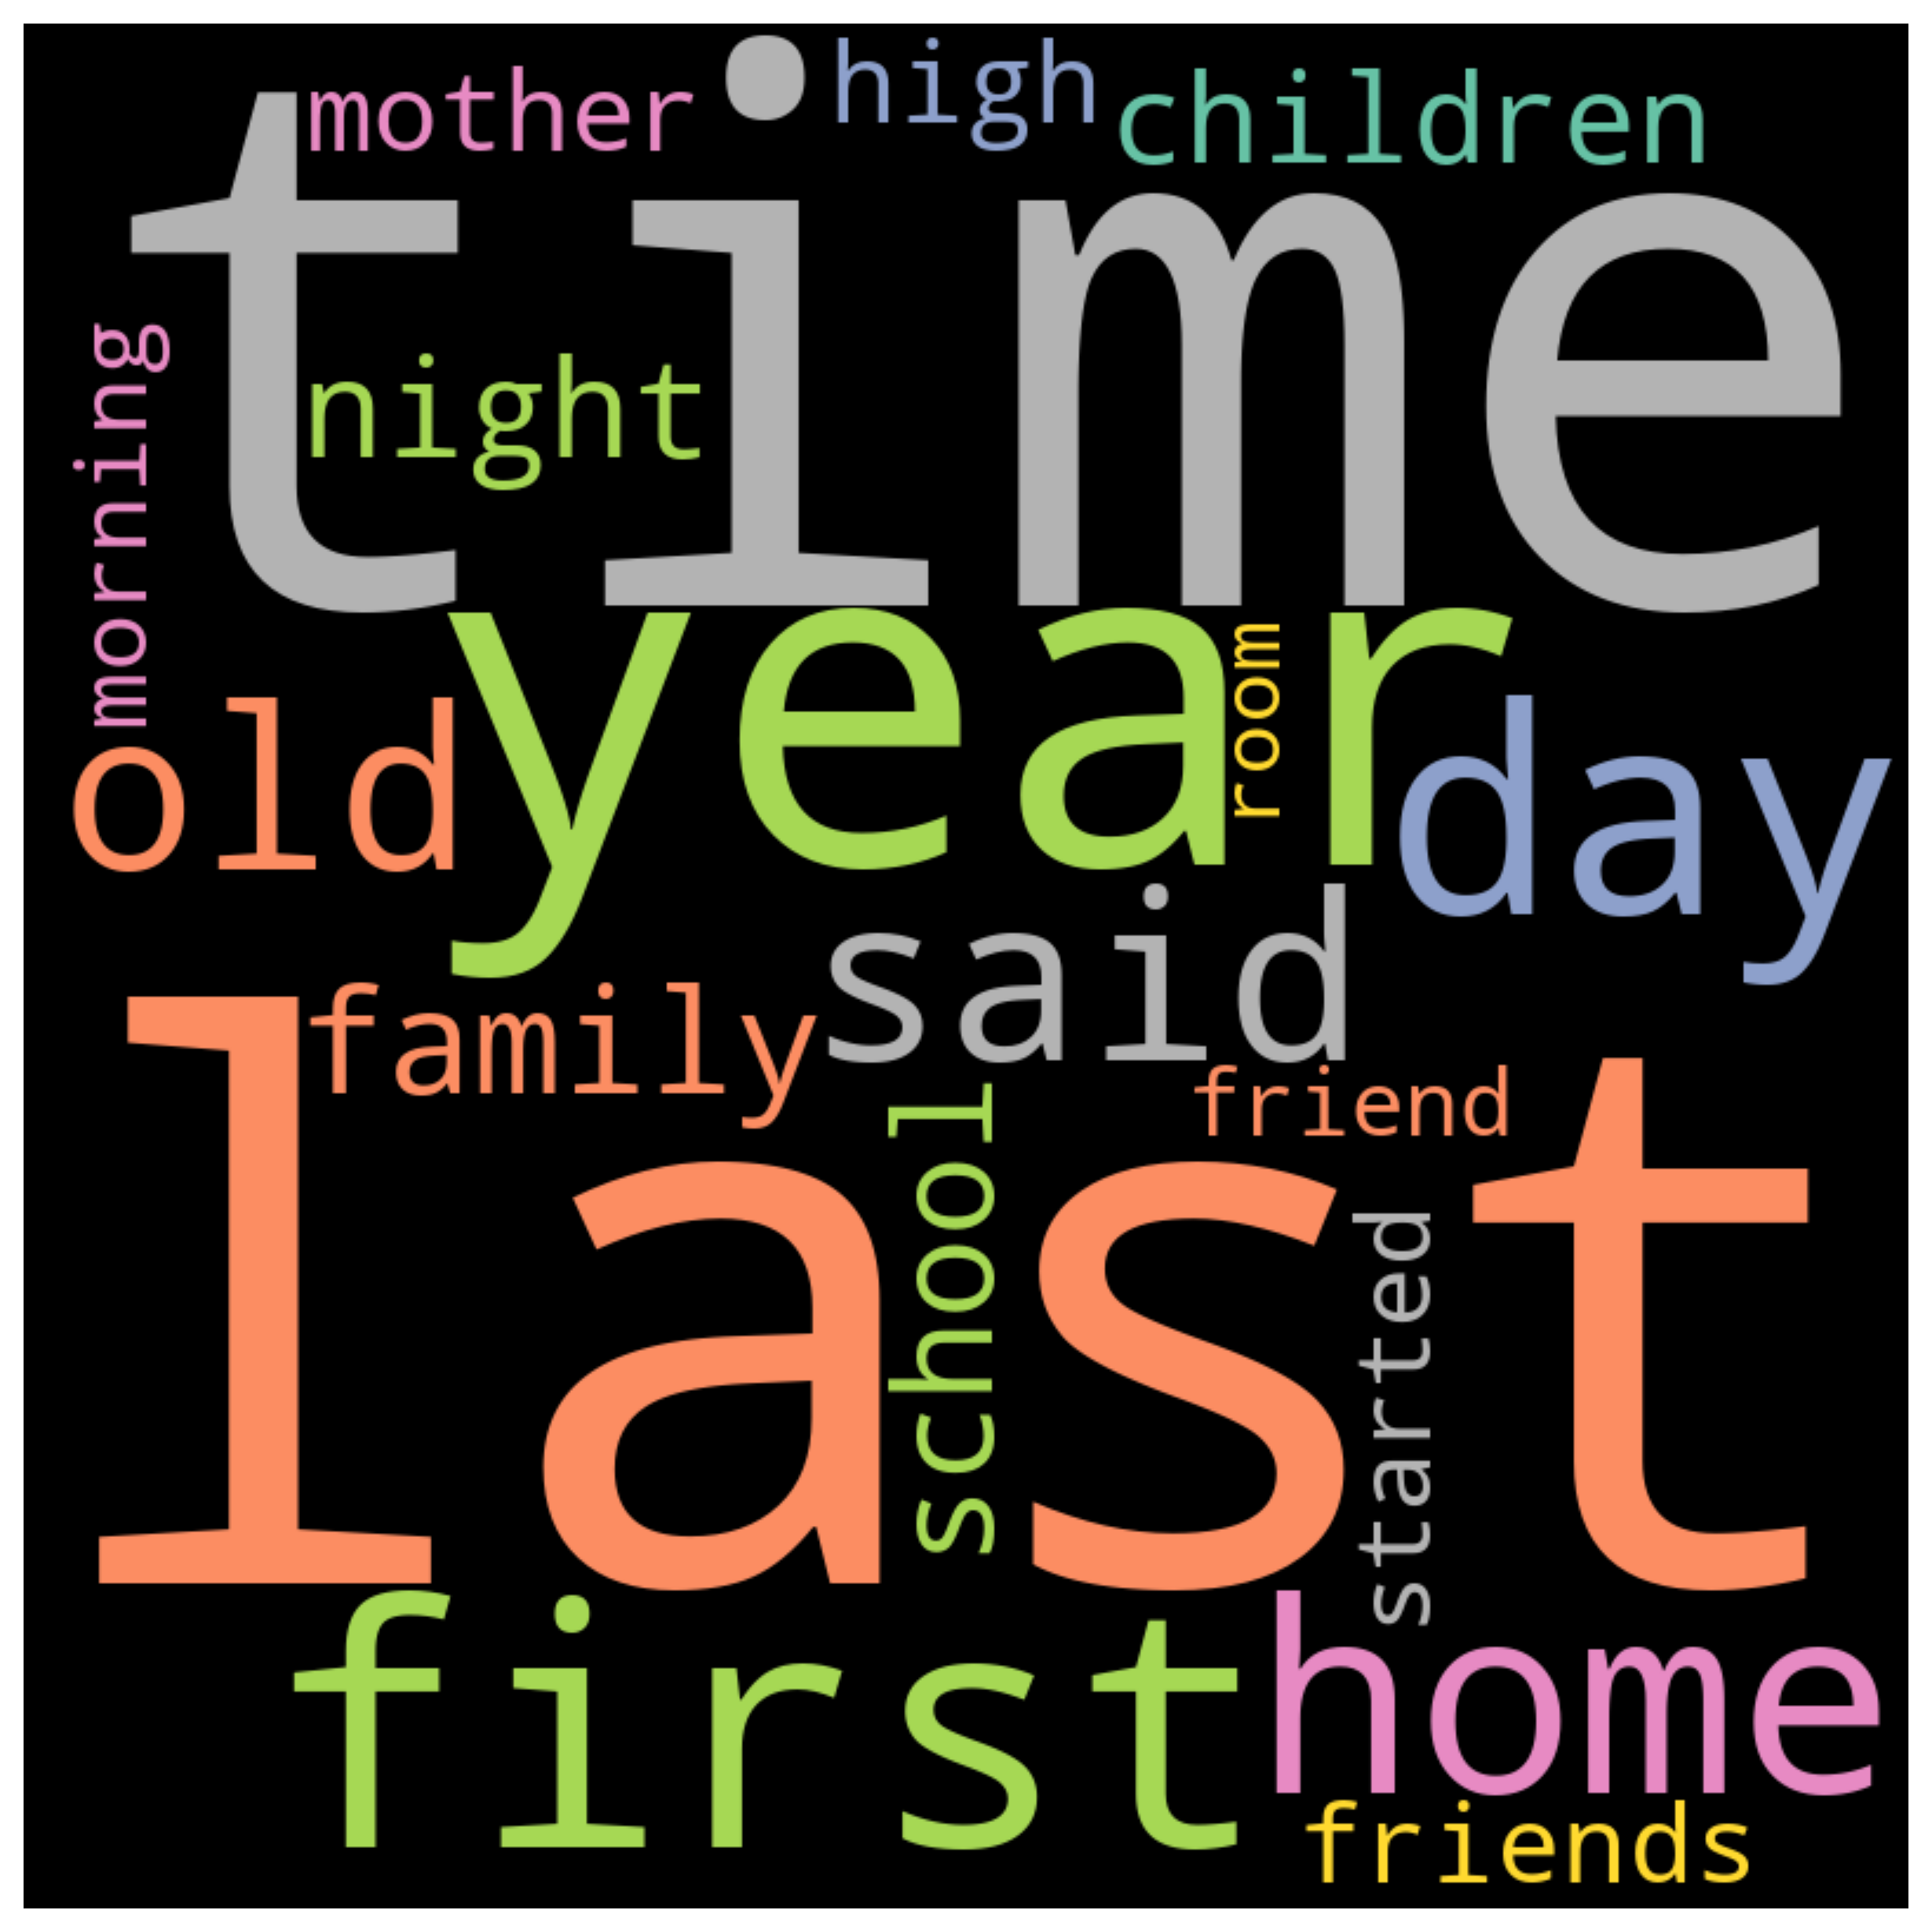 mother high children
time
morning
night
year
room
old
day
said
family
friend
last
school
started
first
home
friends